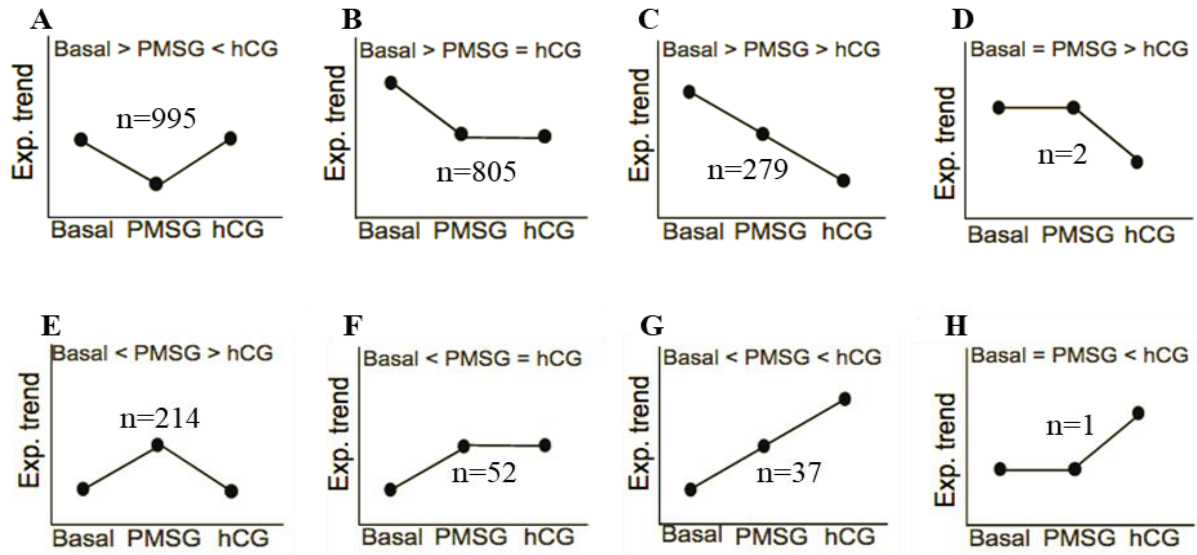 A
Basal > PMSG < hCG
Exp. trend
n=995
Basal PMSG hCG
B
Basal > PMSG = hCG
Exp. trend
n=805
Basal PMSG hCG
C
Basal > PMSG > hCG
Exp. trend
n=279
Basal PMSG hCG
D
Basal = PMSG > hCG
Exp. trend
n=2
Basal PMSG hCG
E
Basal < PMSG > hCG
Exp. trend
n=214
Basal PMSG hCG
F
Basal < PMSG = hCG
Exp. trend
n=52
Basal PMSG hCG
G
Basal < PMSG < hCG
Exp. trend
n=37
Basal PMSG hCG
H
Basal = PMSG < hCG
Exp. trend
n=1
Basal PMSG hCG